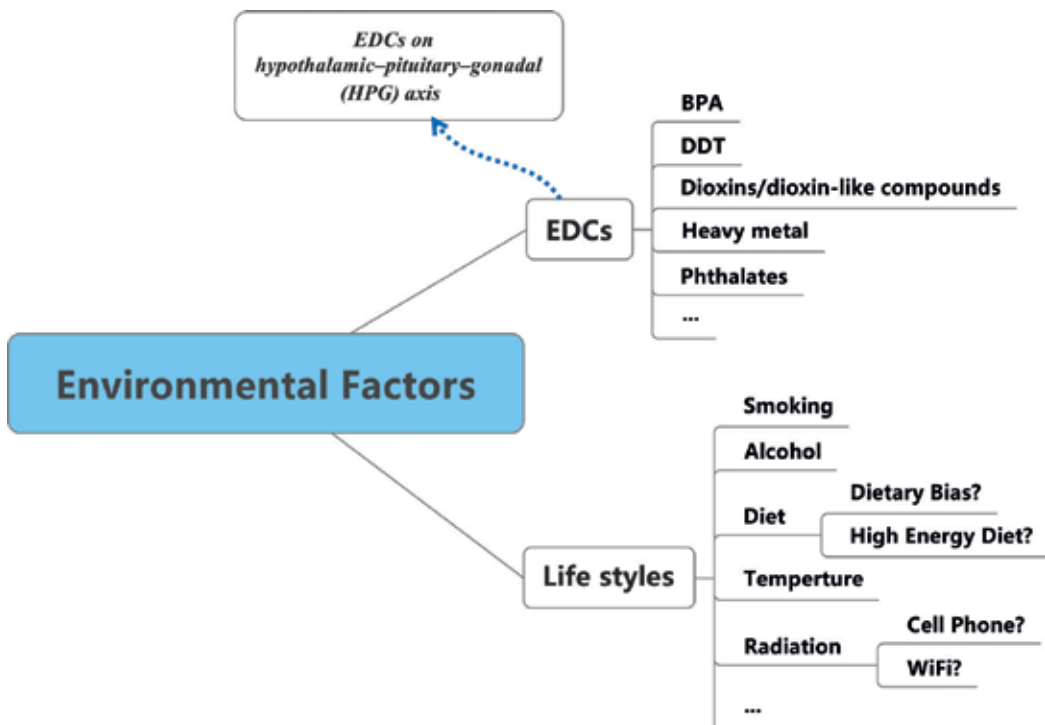 EDCs on
hypothalamic–pituitary–gonadal
(HPG) axis
BPA
DDT
Dioxins/dioxin-like compounds
EDCs
Heavy metal
Phthalates
...
Environmental Factors
Smoking
Alcohol
Dietary Bias?
Diet
High Energy Diet?
Life styles
Temperture
Cell Phone?
Radiation
WiFi?
...